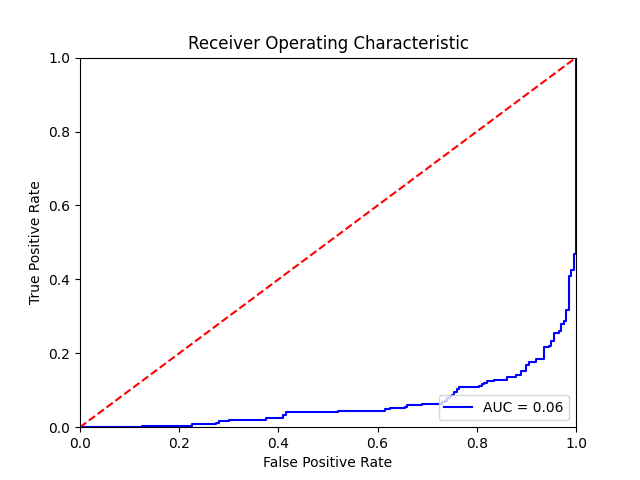 Receiver Operating Characteristic
1.0
0.8
0.6
0.4
0.2
0.0
True Positive Rate
AUC = 0.06
0.0 0.2 0.4 0.6 0.8 1.0
False Positive Rate